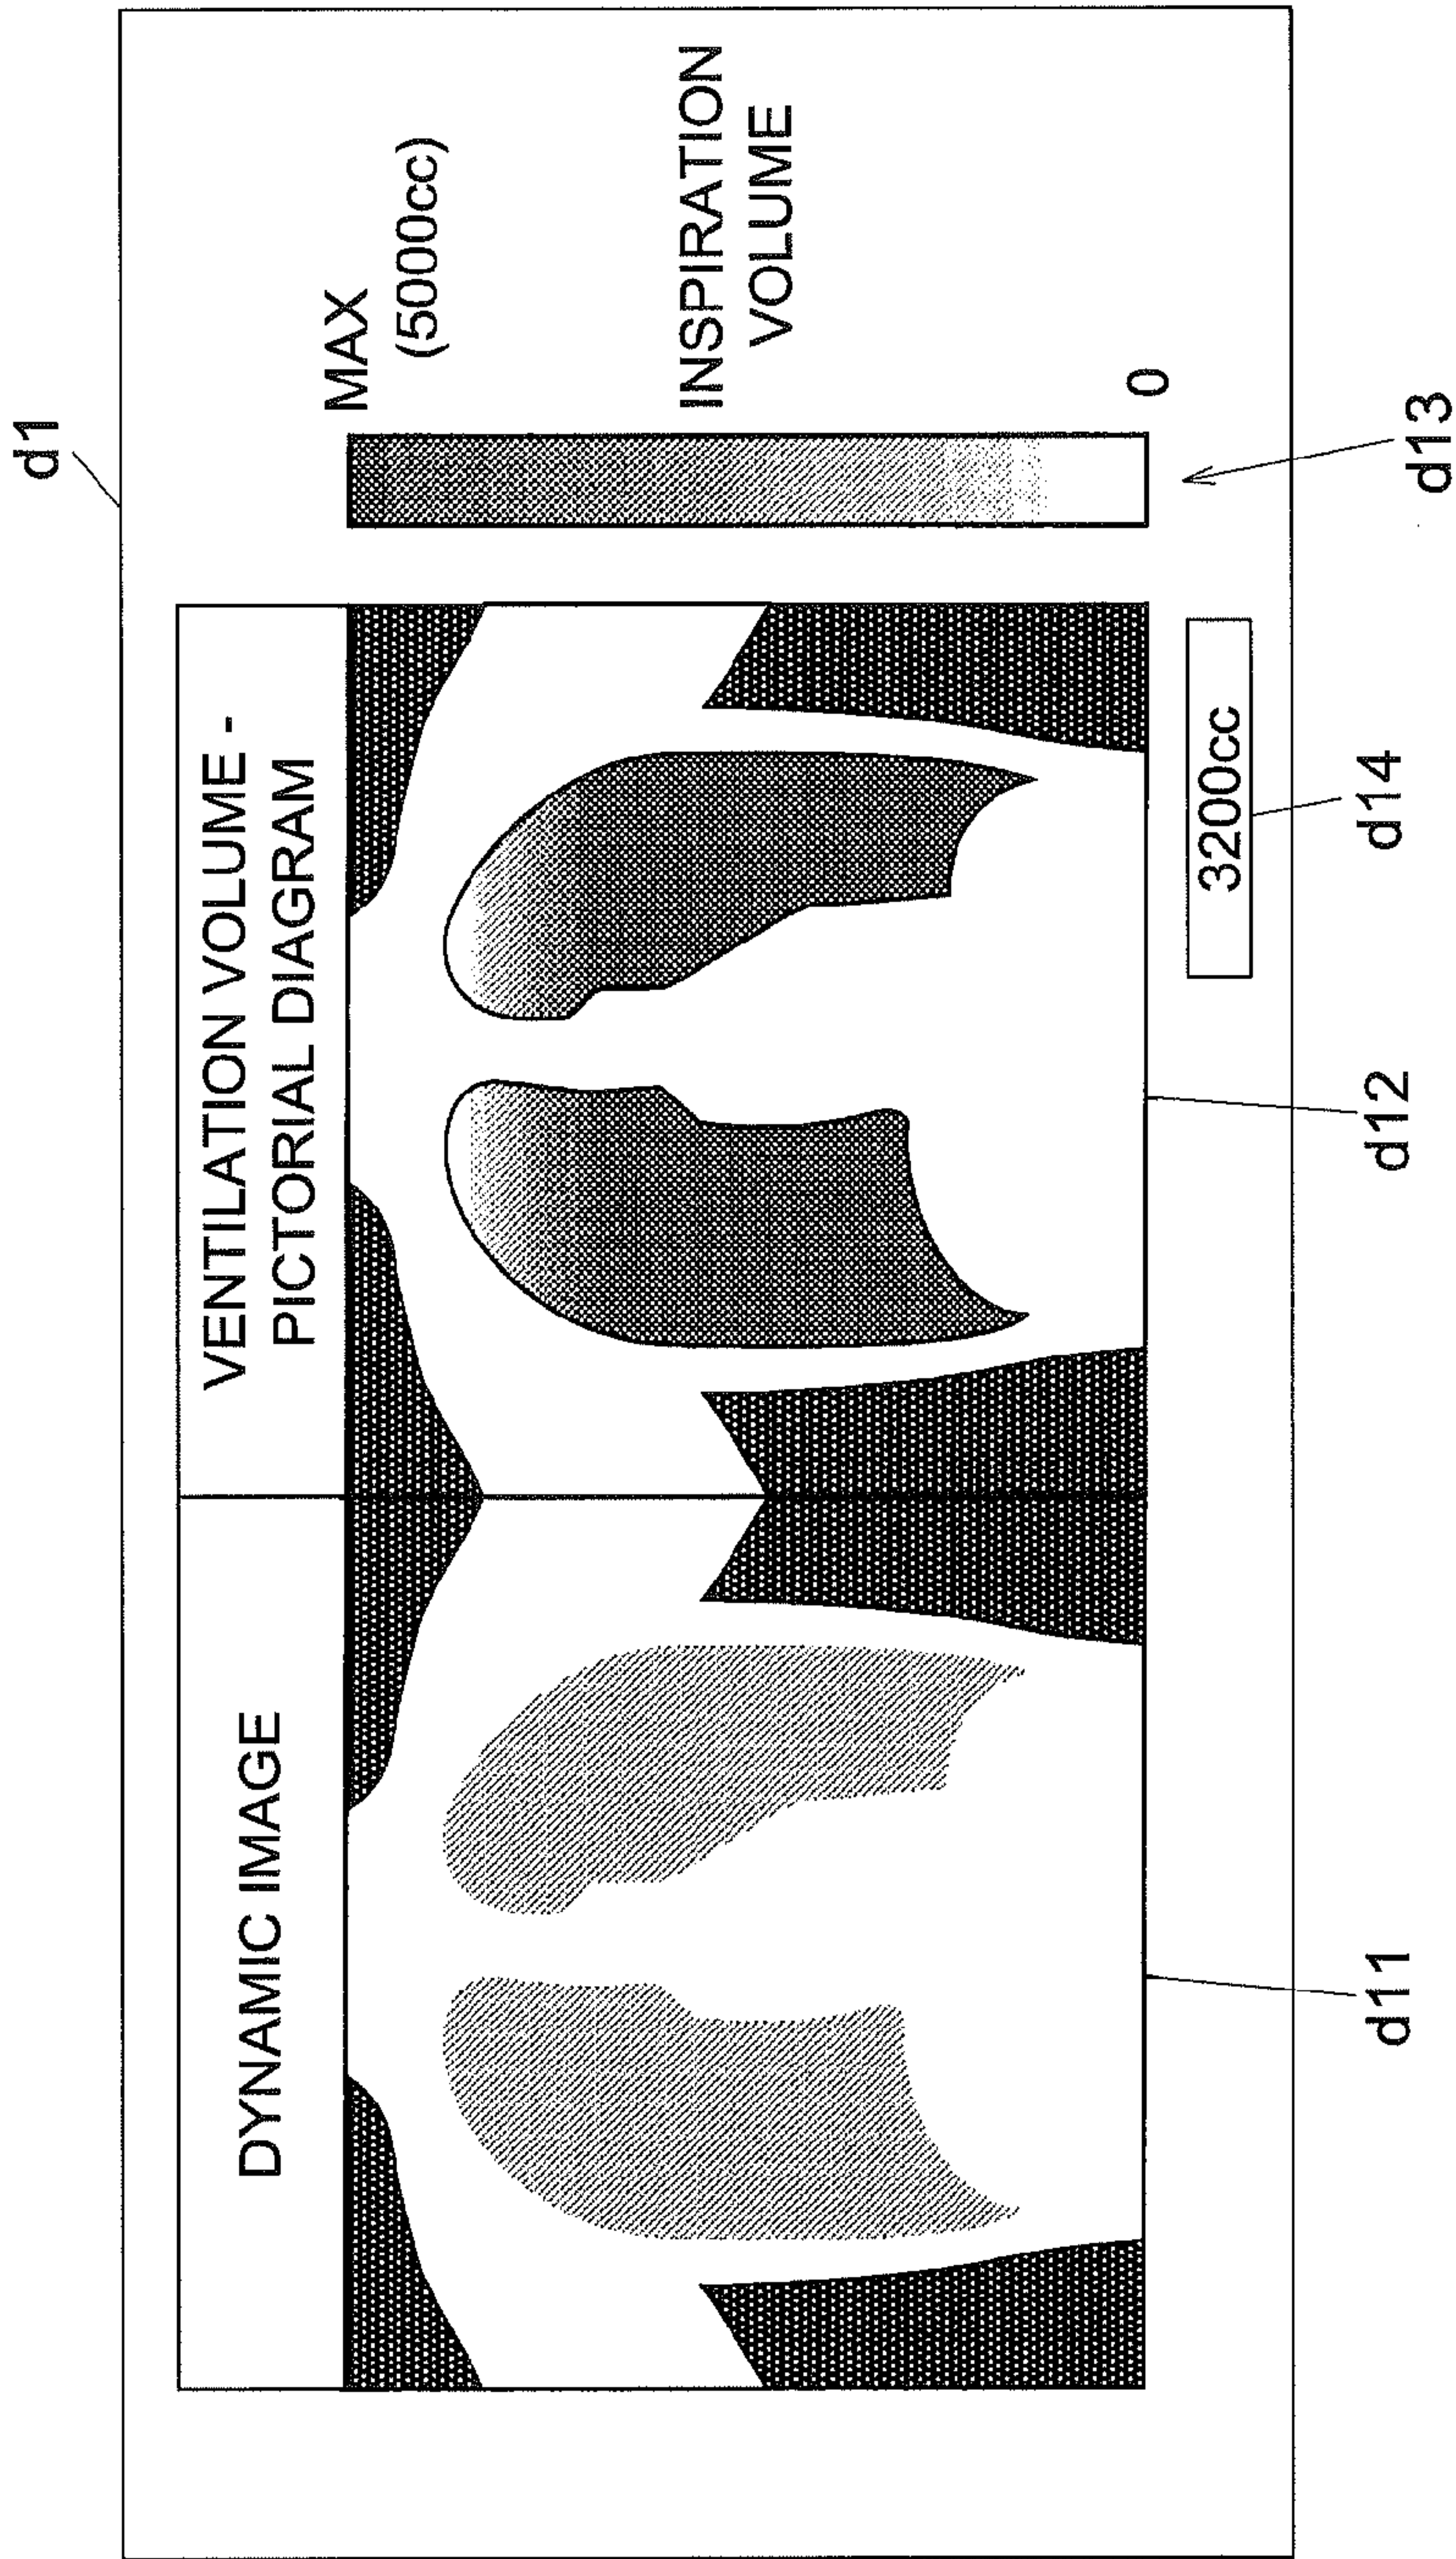 d1
DYNAMIC IMAGE
VENTILATION VOLUME -
PICTORIAL DIAGRAM
MAX
(5000cc)
INSPIRATION
VOLUME
0
3200cc
d11
d12
d14
d13